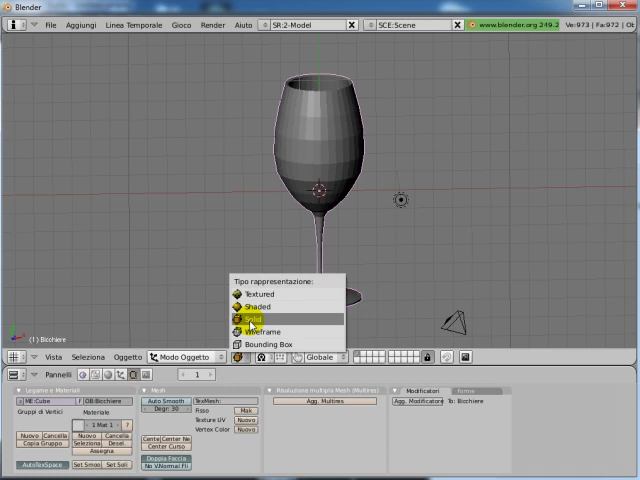 Blender
File Aggiungi Linea Temporale Gioco Render Aiuto SR:2-Model SCE:Scene www.blender.org 249.2 Ve:973 | Fa:972 | Ob
(1) Bicchiere
Tipo rappresentazione:
Textured
Shaded
Solid
Wireframe
Bounding Box
Vista Seleziona Oggetto Modo Oggetto Globale
Pannelli 1
Legame e Materiali
ME:Cube F OB:Bicchiere
Gruppi di Vertici Materiale
1 Mat 1 ?
Nuovo Cancella Nuovo Cancella
Copia Gruppo Seleziona Desel.
Assegna
AutoTexSpace Set Smoo Set Soli
Mesh
Auto Smooth
Degr: 30
TexMesh:
Fisso Mak
Texture UV Nuovo
Vertex Color Nuovo
Cente Center Ne
Center Curso
Doppia Faccia
No V.Normal Fli
Risoluzione multipla Mesh (Multires)
Agg. Multires
Modificatori forme
Agg. Modificatore To: Bicchiere